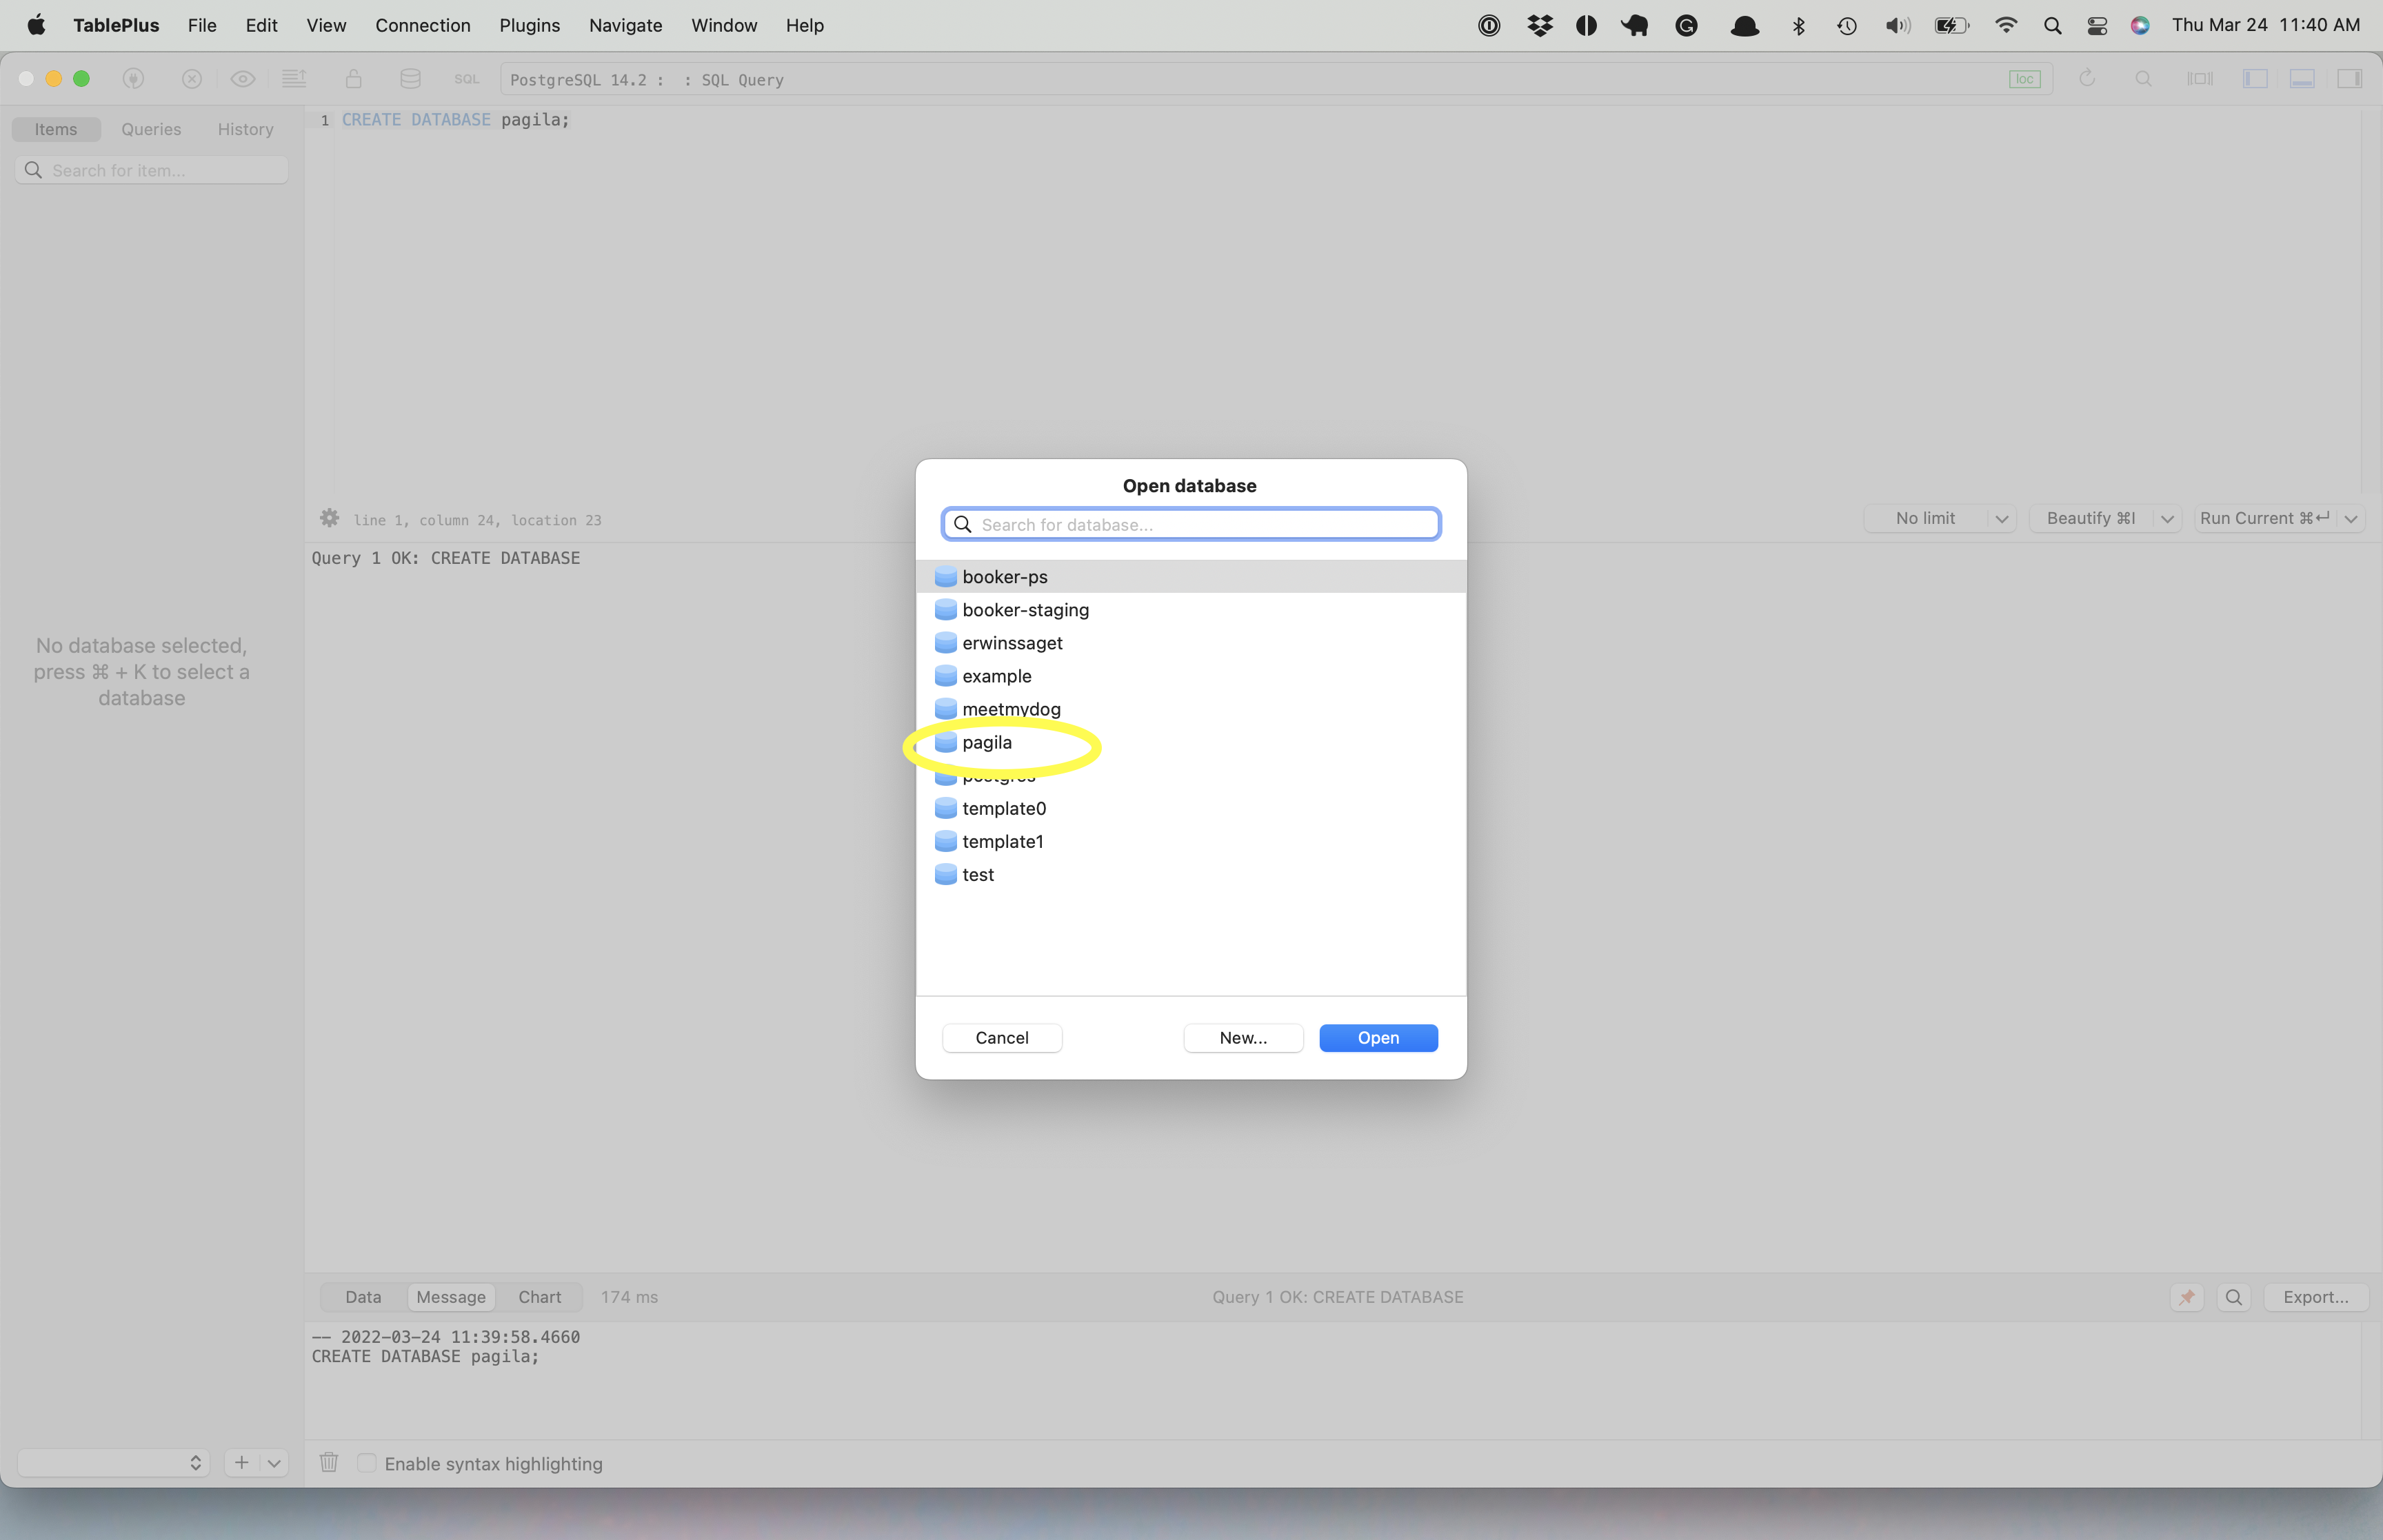 TablePlus File Edit View Connection Plugins Navigate Window Help Thu Mar 24 11:40 AM
SQL PostgreSQL 14.2 : : SQL Query loc
Items Queries History
Search for item...
1 CREATE DATABASE pagila;
line 1, column 24, location 23 No limit Beautify ⌘I Run Current ⌘↩
Query 1 OK: CREATE DATABASE
No database selected,
press ⌘ + K to select a
database
Open database
Search for database...
booker-ps
booker-staging
erwinssaget
example
meetmydog
pagila
postgres
template0
template1
test
Cancel New... Open
Data Message Chart 174 ms Query 1 OK: CREATE DATABASE Export...
-- 2022-03-24 11:39:58.4660
CREATE DATABASE pagila;
Enable syntax highlighting